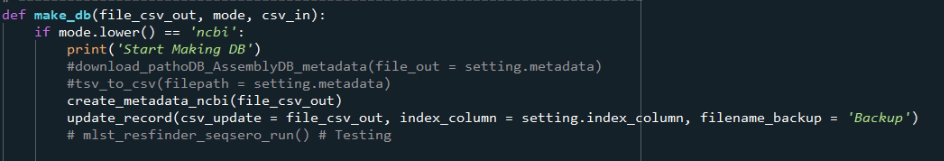 def make_db(file_csv_out, mode, csv_in):
    if mode.lower() == 'ncbi':
        print('Start Making DB')
        #download_pathoDB_AssemblyDB_metadata(file_out = setting.metadata)
        #tsv_to_csv(filepath = setting.metadata)
        create_metadata_ncbi(file_csv_out)
        update_record(csv_update = file_csv_out, index_column = setting.index_column, filename_backup = 'Backup')
        # mlst_resfinder_seqsero_run() # Testing